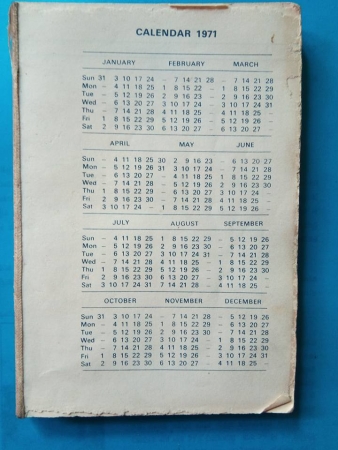 CALENDAR 1971
JANUARY FEBRUARY MARCH
Sun 31 3 10 17 24 – 7 14 21 28 – 7 14 21 28
Mon – 4 11 18 25 1 8 15 22 – 1 8 15 22 29
Tue – 5 12 19 26 2 9 16 23 – 2 9 16 23 30
Wed – 6 13 20 27 3 10 17 24 – 3 10 17 24 31
Thu – 7 14 21 28 4 11 18 25 – 4 11 18 25 –
Fri 1 8 15 22 29 5 12 19 26 – 5 12 19 26 –
Sat 2 9 16 23 30 6 13 20 27 – 6 13 20 27 –
APRIL MAY JUNE
Sun – 4 11 18 25 30 2 9 16 23 – 6 13 20 27
Mon – 5 12 19 26 31 3 10 17 24 – 7 14 21 28
Tue – 6 13 20 27 – 4 11 18 25 1 8 15 22 29
Wed – 7 14 21 28 – 5 12 19 26 2 9 16 23 30
Thu 1 8 15 22 29 – 6 13 20 27 3 10 17 24 –
Fri 2 9 16 23 30 – 7 14 21 28 4 11 18 25 –
Sat 3 10 17 24 – 1 8 15 22 29 5 12 19 26 –
JULY AUGUST SEPTEMBER
Sun – 4 11 18 25 1 8 15 22 29 – 5 12 19 26
Mon – 5 12 19 26 2 9 16 23 30 – 6 13 20 27
Tue – 6 13 20 27 3 10 17 24 31 – 7 14 21 28
Wed – 7 14 21 28 4 11 18 25 – 1 8 15 22 29
Thu 1 8 15 22 29 5 12 19 26 – 2 9 16 23 30
Fri 2 9 16 23 30 6 13 20 27 – 3 10 17 24 –
Sat 3 10 17 24 31 7 14 21 28 – 4 11 18 25 –
OCTOBER NOVEMBER DECEMBER
Sun 31 3 10 17 24 – 7 14 21 28 – 5 12 19 26
Mon – 4 11 18 25 1 8 15 22 29 – 6 13 20 27
Tue – 5 12 19 26 2 9 16 23 30 – 7 14 21 28
Wed – 6 13 20 27 3 10 17 24 – 1 8 15 22 29
Thu – 7 14 21 28 4 11 18 25 – 2 9 16 23 30
Fri 1 8 15 22 29 5 12 19 26 – 3 10 17 24 31
Sat 2 9 16 23 30 6 13 20 27 – 4 11 18 25 –